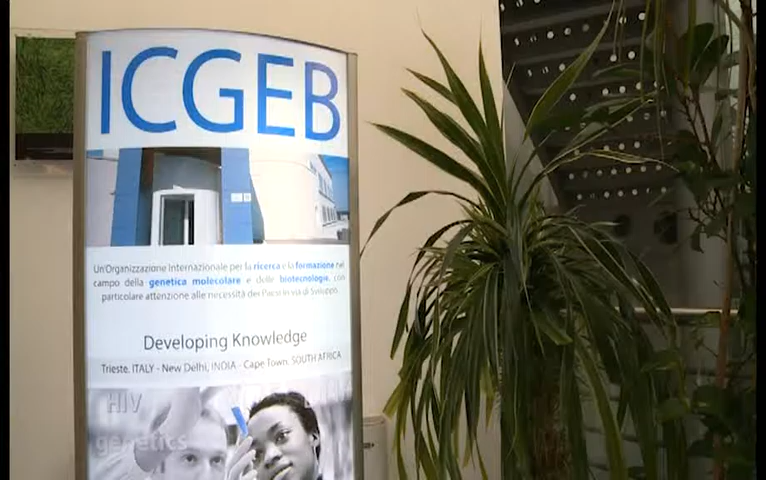 ICGEB
Un'Organizzazione Internazionale per la ricerca e la formazione nel
campo della genetica molecolare e delle biotecnologie, con
particolare attenzione alle necessità dei Paesi in via di Sviluppo.
Developing Knowledge
Trieste, ITALY - New Delhi, INDIA - Cape Town, SOUTH AFRICA
HIV
genetics